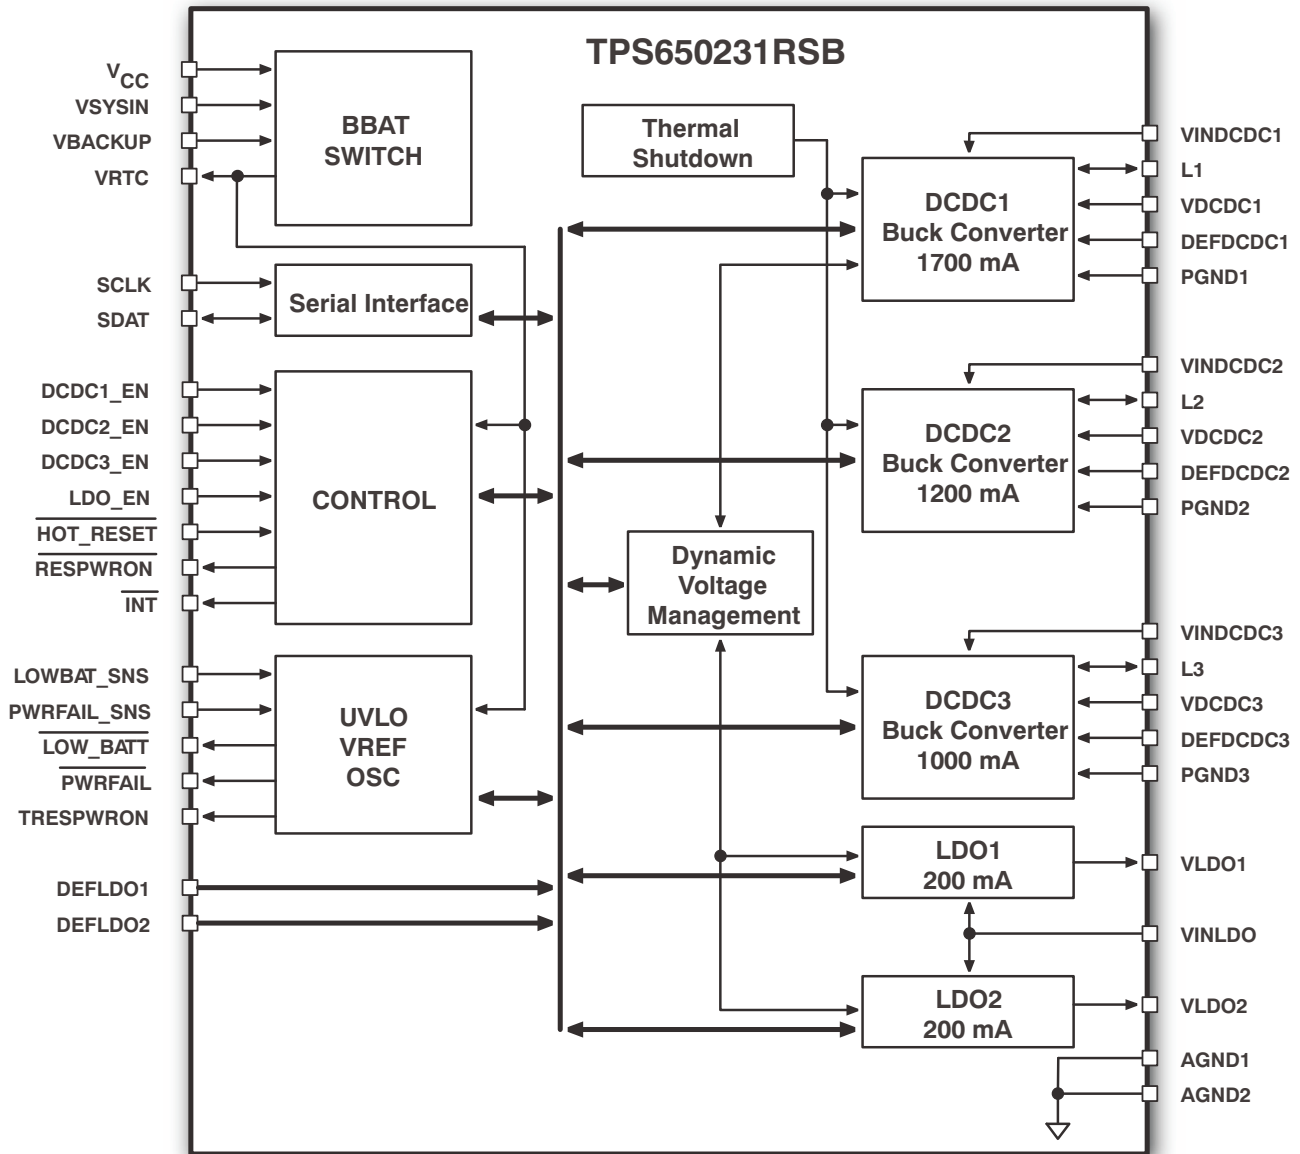 TPS650231RSB
VCC
VSYSIN
VBACKUP
VRTC
BBAT
SWITCH
Thermal
Shutdown
SCLK
SDAT
Serial Interface
DCDC1_EN
DCDC2_EN
DCDC3_EN
LDO_EN
HOT_RESET
RESPWRON
INT
CONTROL
LOWBAT_SNS
PWRFAIL_SNS
LOW_BATT
PWRFAIL
TRESPWRON
UVLO
VREF
OSC
DEFLDO1
DEFLDO2
Dynamic
Voltage
Management
DCDC1
Buck Converter
1700 mA
VINDCDC1
L1
VDCDC1
DEFDCDC1
PGND1
DCDC2
Buck Converter
1200 mA
VINDCDC2
L2
VDCDC2
DEFDCDC2
PGND2
DCDC3
Buck Converter
1000 mA
VINDCDC3
L3
VDCDC3
DEFDCDC3
PGND3
LDO1
200 mA
VLDO1
VINLDO
LDO2
200 mA
VLDO2
AGND1
AGND2